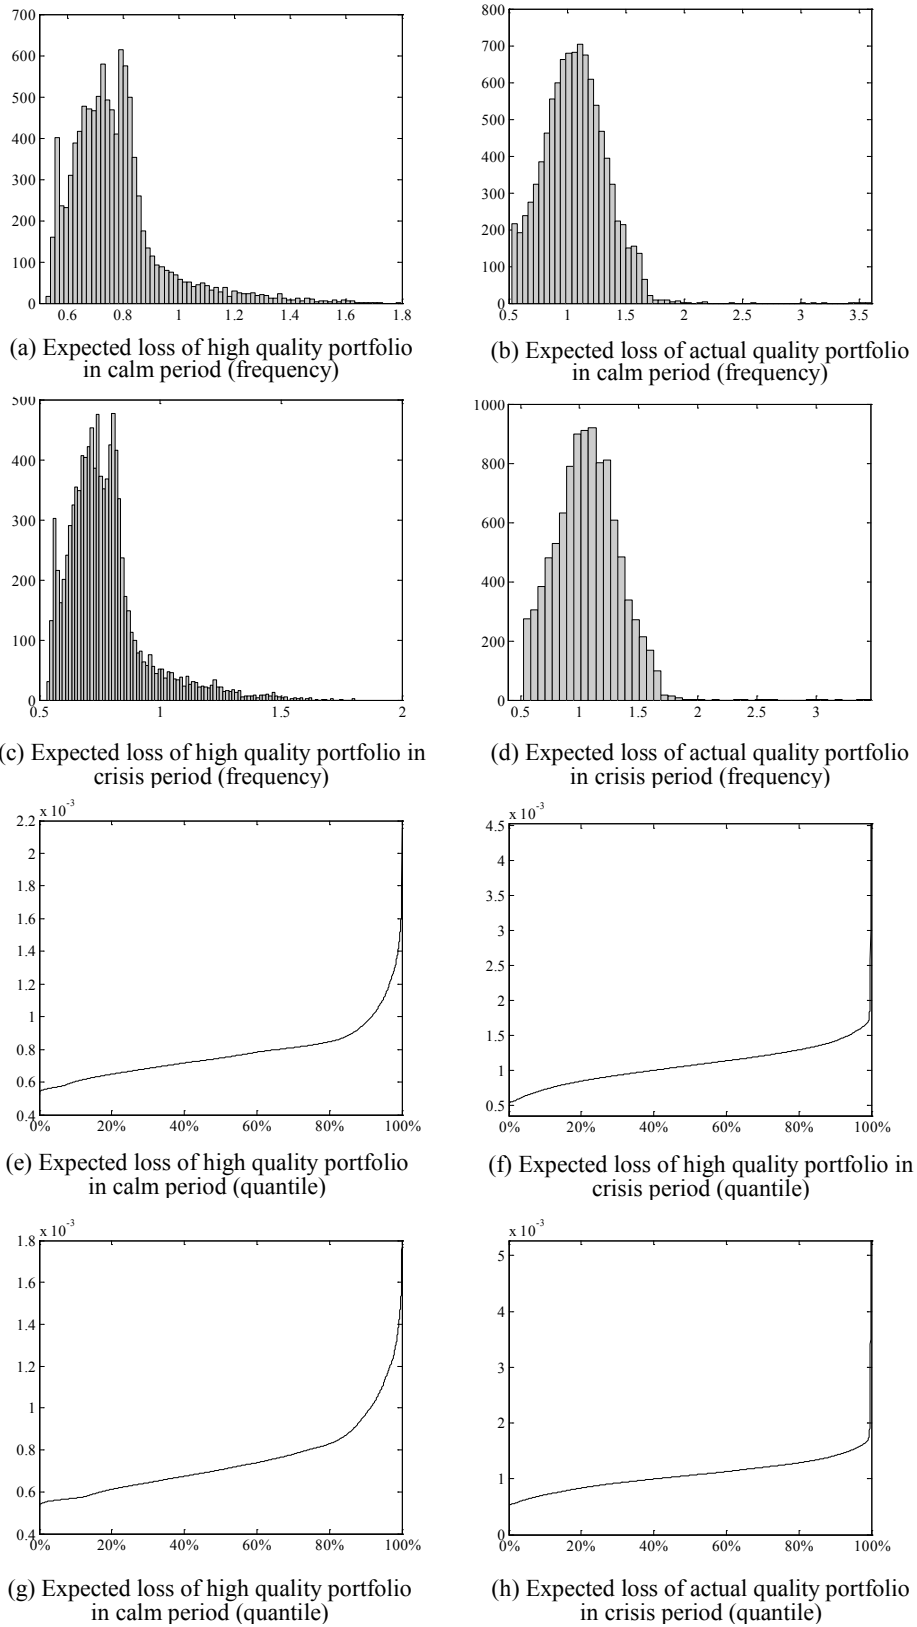 700
600
500
400
300
200
100
0
0.6 0.8 1 1.2 1.4 1.6 1.8
(a) Expected loss of high quality portfolio
in calm period (frequency)
800
700
600
500
400
300
200
100
0
0.5 1 1.5 2 2.5 3 3.5
(b) Expected loss of actual quality portfolio
in calm period (frequency)
500
400
300
200
100
0
0.5 1 1.5 2
(c) Expected loss of high quality portfolio in
crisis period (frequency)
1000
800
600
400
200
0
0.5 1 1.5 2 2.5 3
(d) Expected loss of actual quality portfolio
in crisis period (frequency)
x 10-3
2.2
2
1.8
1.6
1.4
1.2
1
0.8
0.6
0.4
0% 20% 40% 60% 80% 100%
(e) Expected loss of high quality portfolio
in calm period (quantile)
x 10-3
4.5
4
3.5
3
2.5
2
1.5
1
0.5
0% 20% 40% 60% 80% 100%
(f) Expected loss of high quality portfolio in
crisis period (quantile)
x 10-3
1.8
1.6
1.4
1.2
1
0.8
0.6
0.4
0% 20% 40% 60% 80% 100%
(g) Expected loss of high quality portfolio
in calm period (quantile)
x 10-3
5
4
3
2
1
0
0% 20% 40% 60% 80% 100%
(h) Expected loss of actual quality portfolio
in crisis period (quantile)